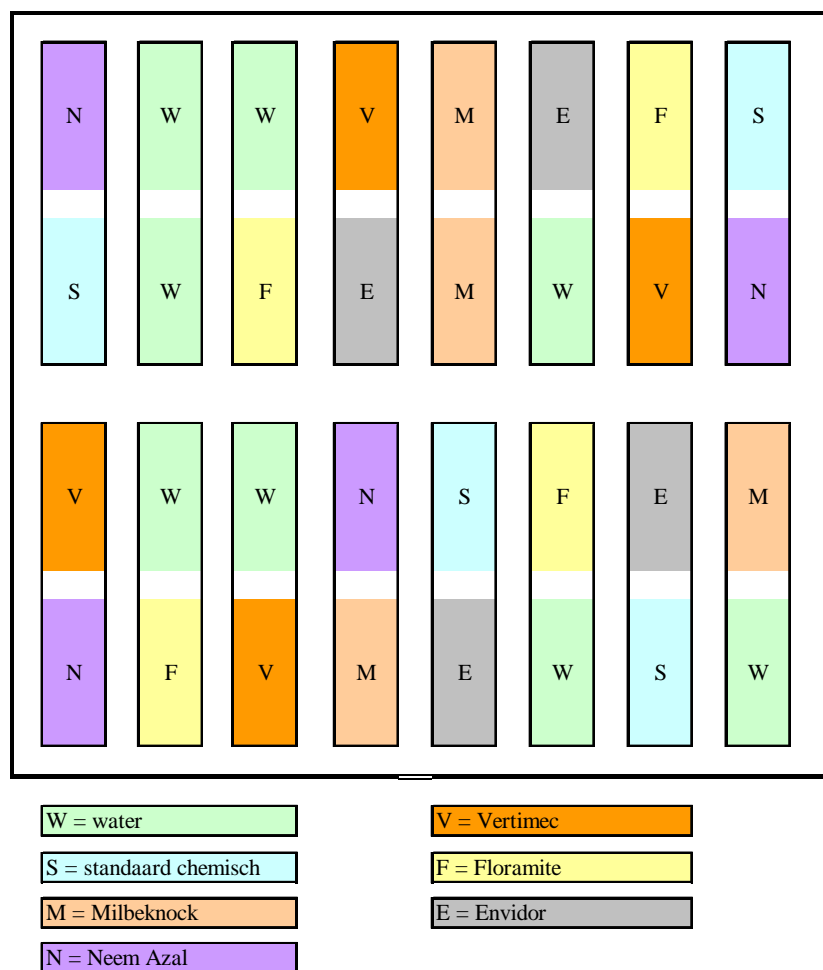 N W W V M E F S
S W F E M W V N
V W W N S F E M
N F V M E W S W
W = water
V = Vertimec
S = standaard chemisch
F = Floramite
M = Milbeknock
E = Envidor
N = Neem Azal